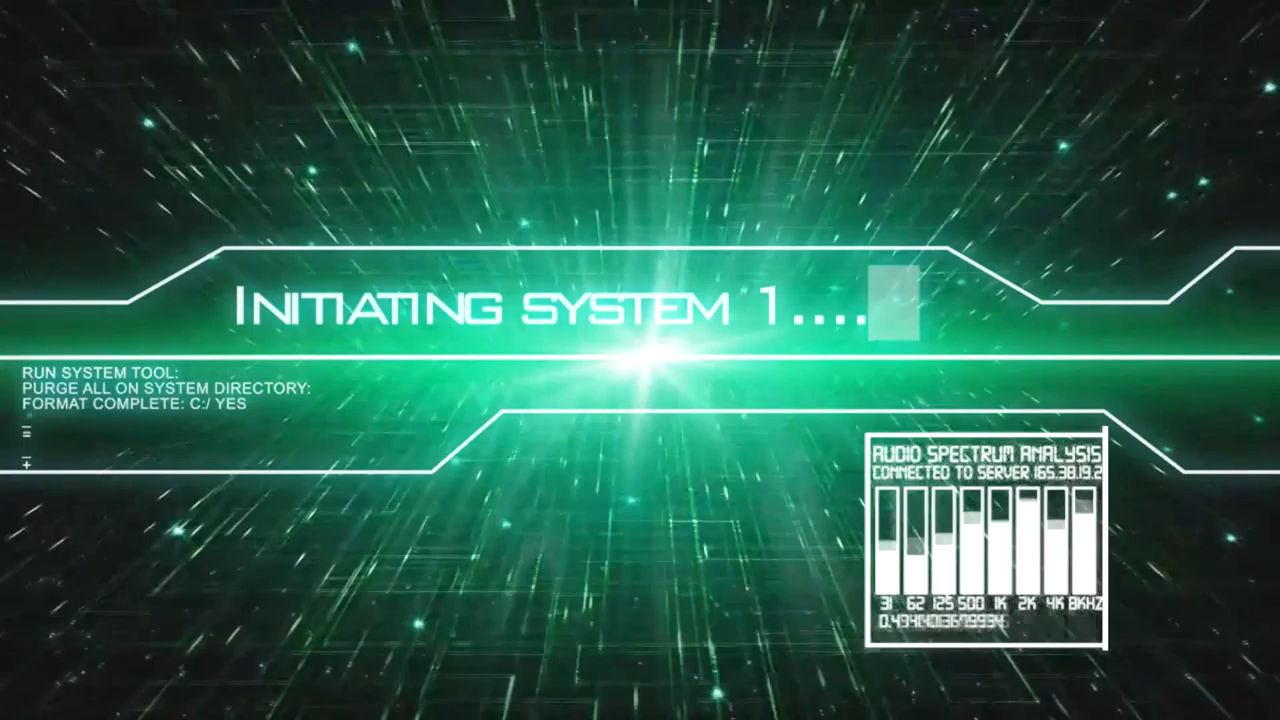 Initiating system 1....
RUN SYSTEM TOOL:
PURGE ALL ON SYSTEM DIRECTORY:
FORMAT COMPLETE: C:/ YES
AUDIO SPECTRUM ANALYSIS
CONNECTED TO SERVER 165.38.19.2
31 62 125 500 1K 2K 4K 8KHZ